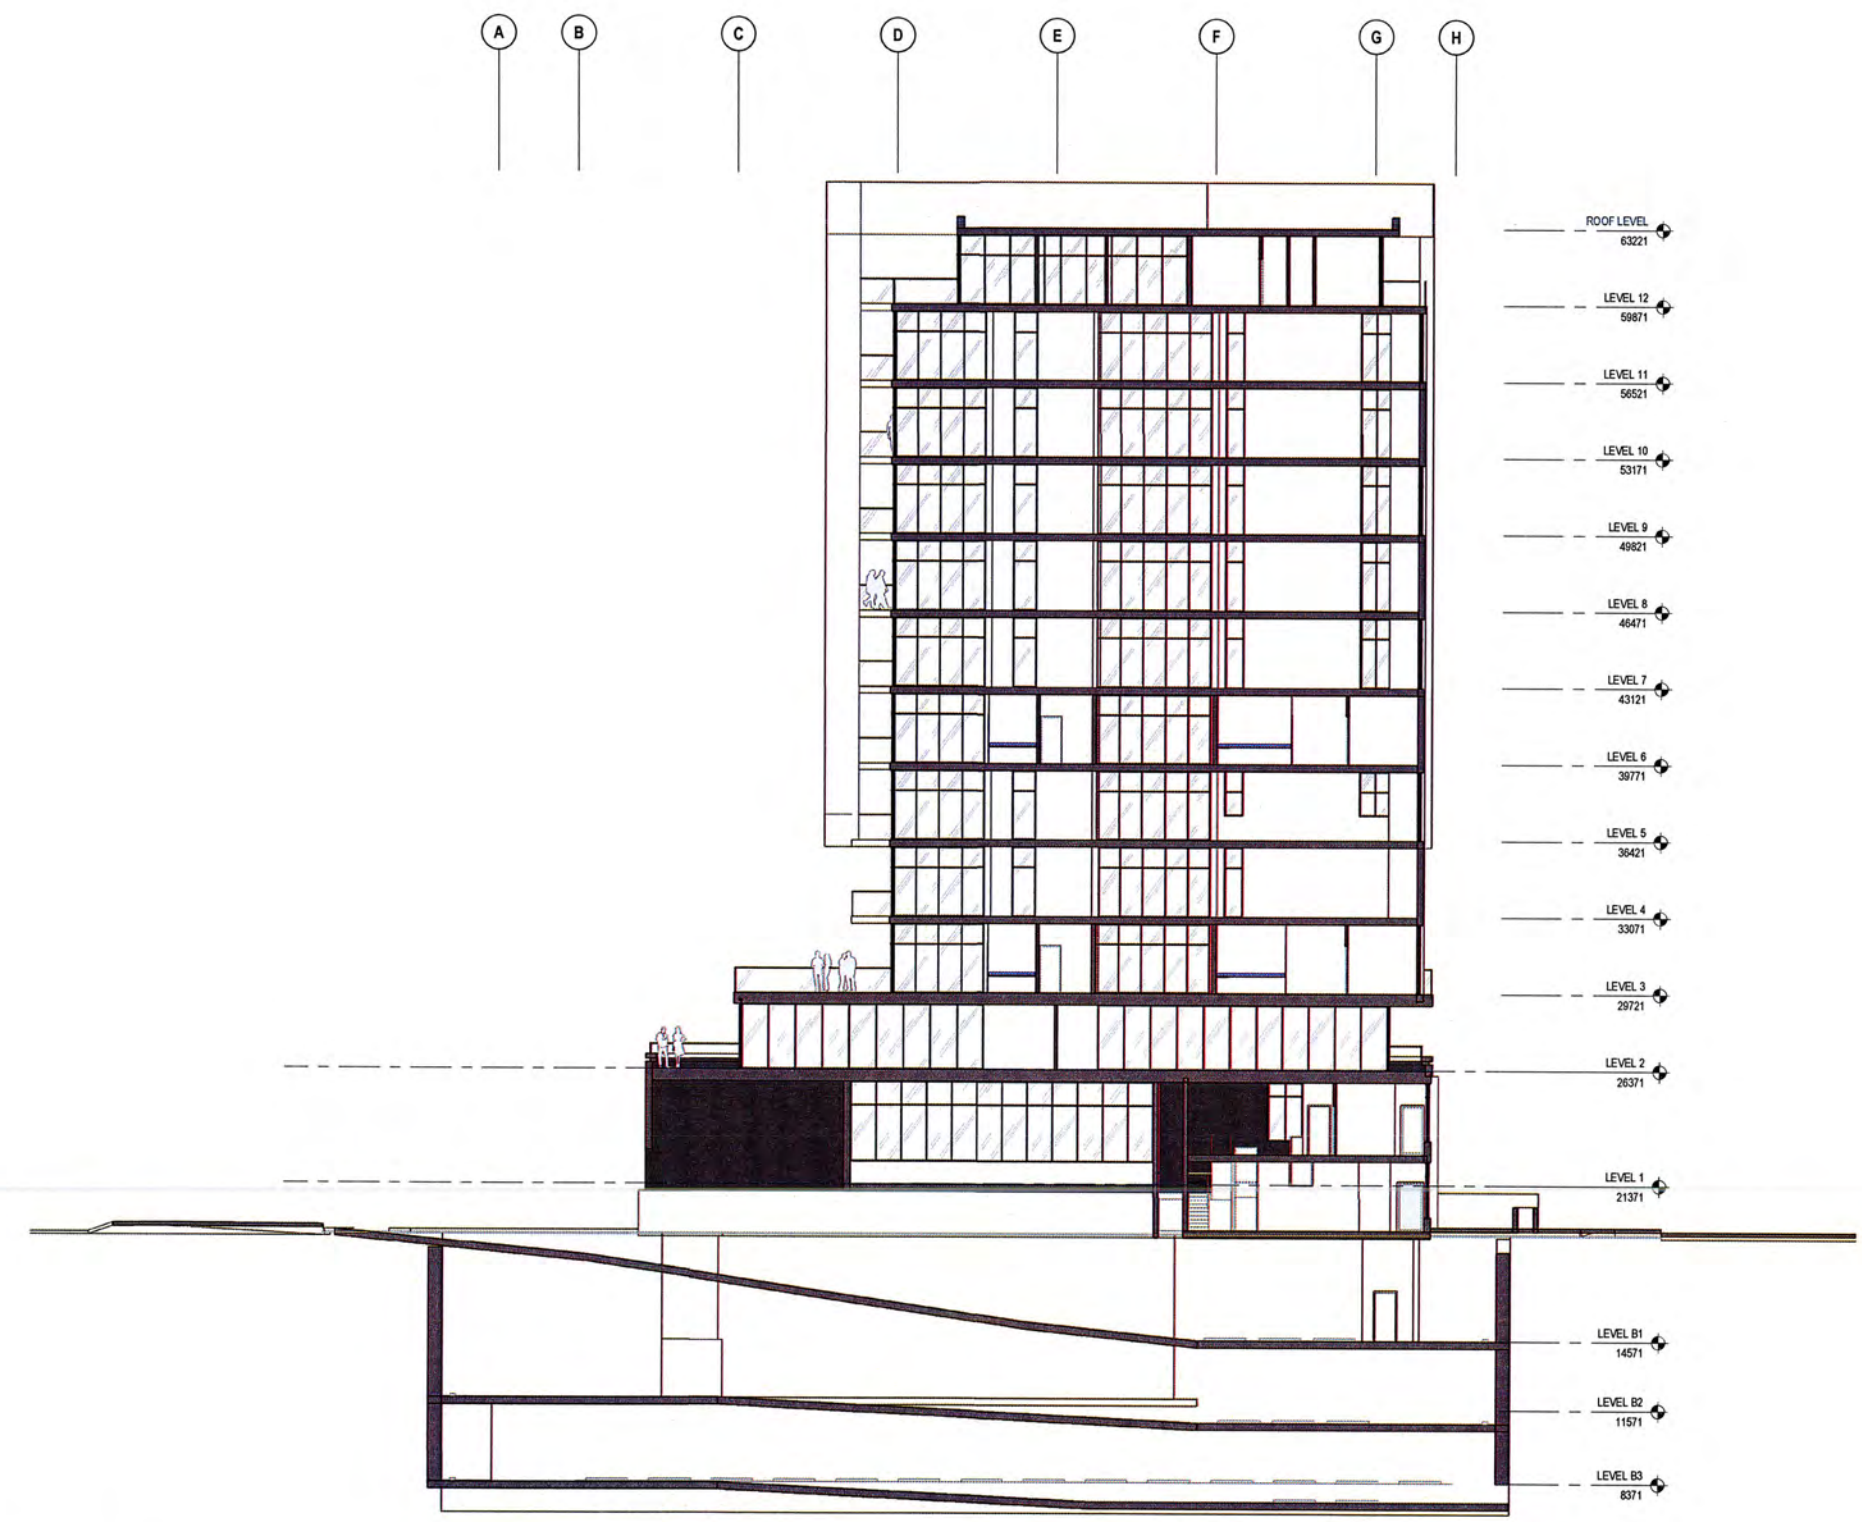 A B C D E F G H
ROOF LEVEL
63221
LEVEL 12
59871
LEVEL 11
56521
LEVEL 10
53171
LEVEL 9
49821
LEVEL 8
46471
LEVEL 7
43121
LEVEL 6
39771
LEVEL 5
36421
LEVEL 4
33071
LEVEL 3
29721
LEVEL 2
26371
LEVEL 1
21371
LEVEL B1
14571
LEVEL B2
11571
LEVEL B3
8371